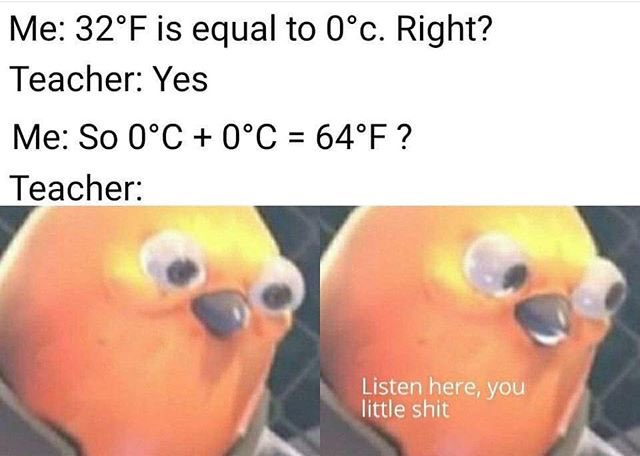 Me: 32°F is equal to 0°c. Right?
Teacher: Yes
Me: So 0°C + 0°C = 64°F ?
Teacher:
Listen here, you
little shit